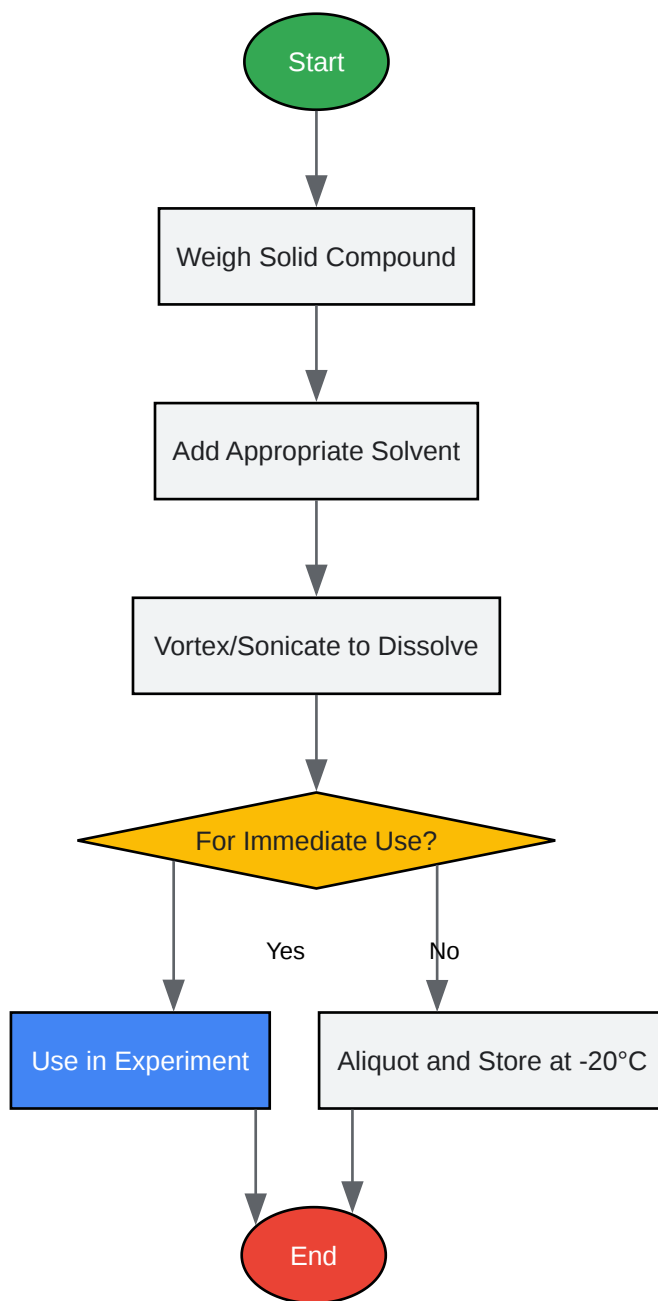 Start
Weigh Solid Compound
Add Appropriate Solvent
Vortex/Sonicate to Dissolve
For Immediate Use?
Yes
No
Use in Experiment
Aliquot and Store at -20°C
End